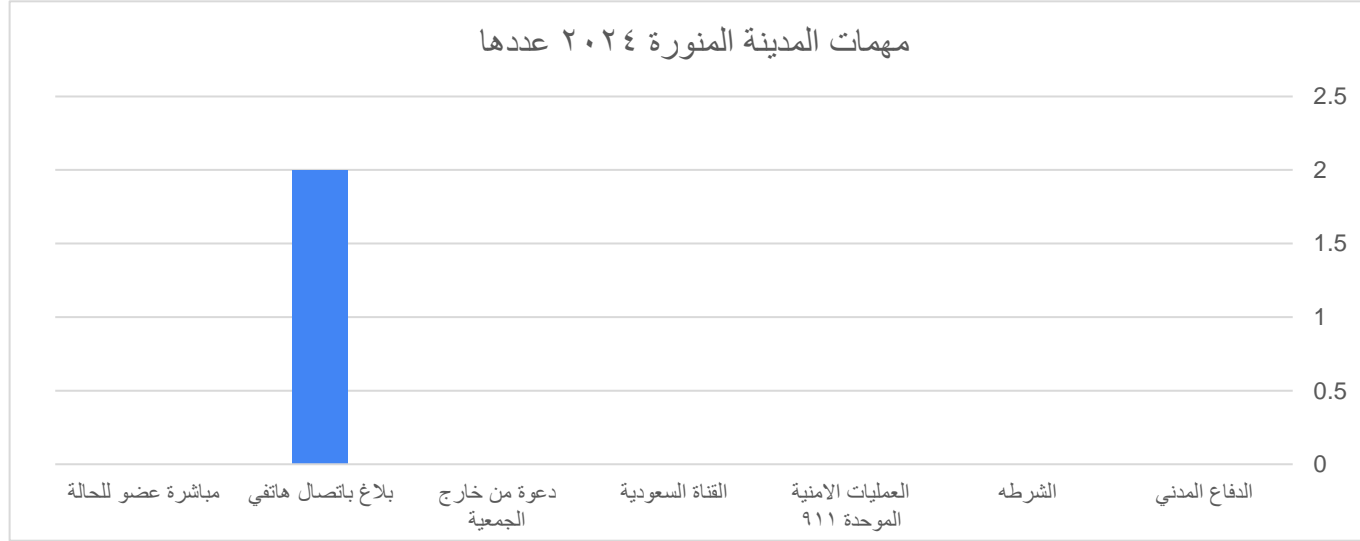 مهمات المدينة المنورة ٢٠٢٤ عددها
2.5
2
1.5
1
0.5
0
الدفاع المدني
الشرطه
العمليات الامنية
الموحدة ٩١١
القناة السعودية
دعوة من خارج
الجمعية
بلاغ باتصال هاتفي
مباشرة عضو للحالة